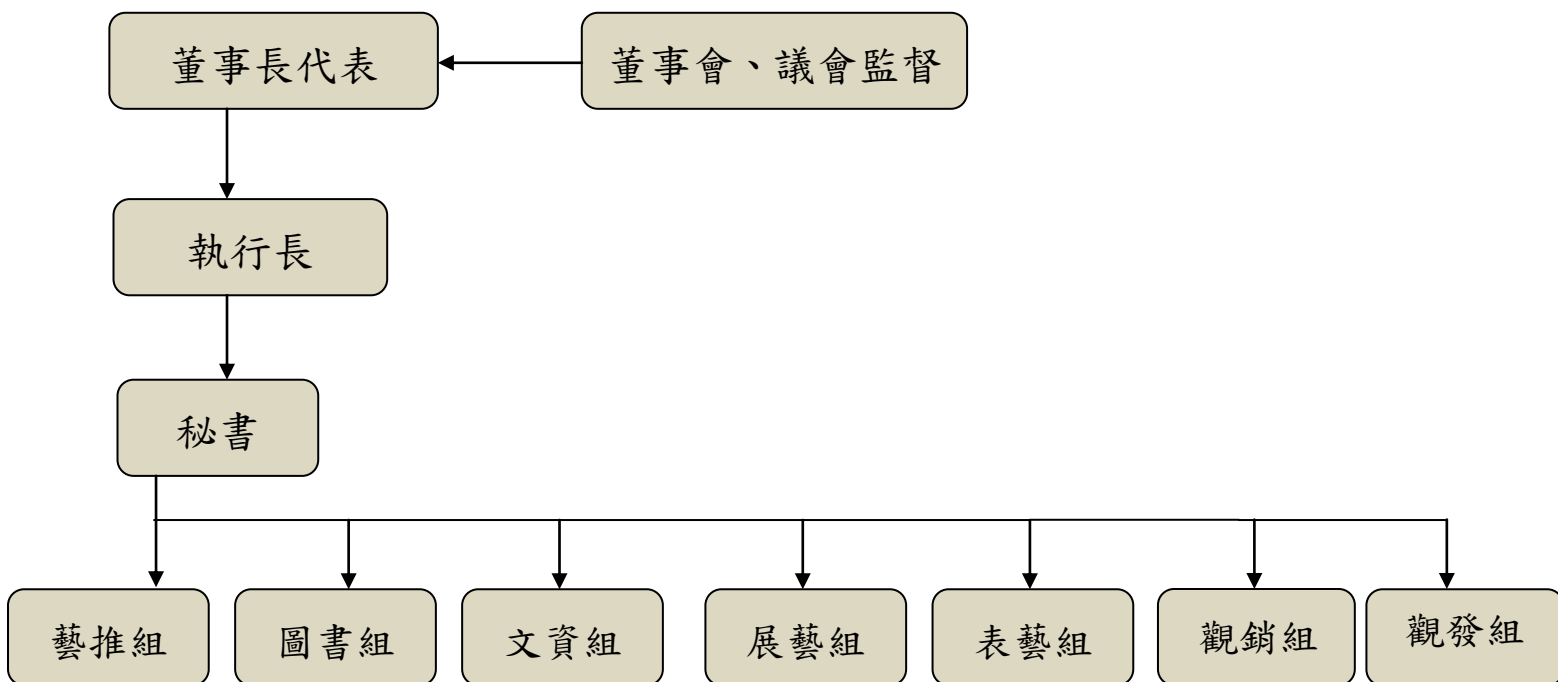 董事長代表
董事會、議會監督
執行長
秘書
藝推組
圖書組
文資組
展藝組
表藝組
觀銷組
觀發組